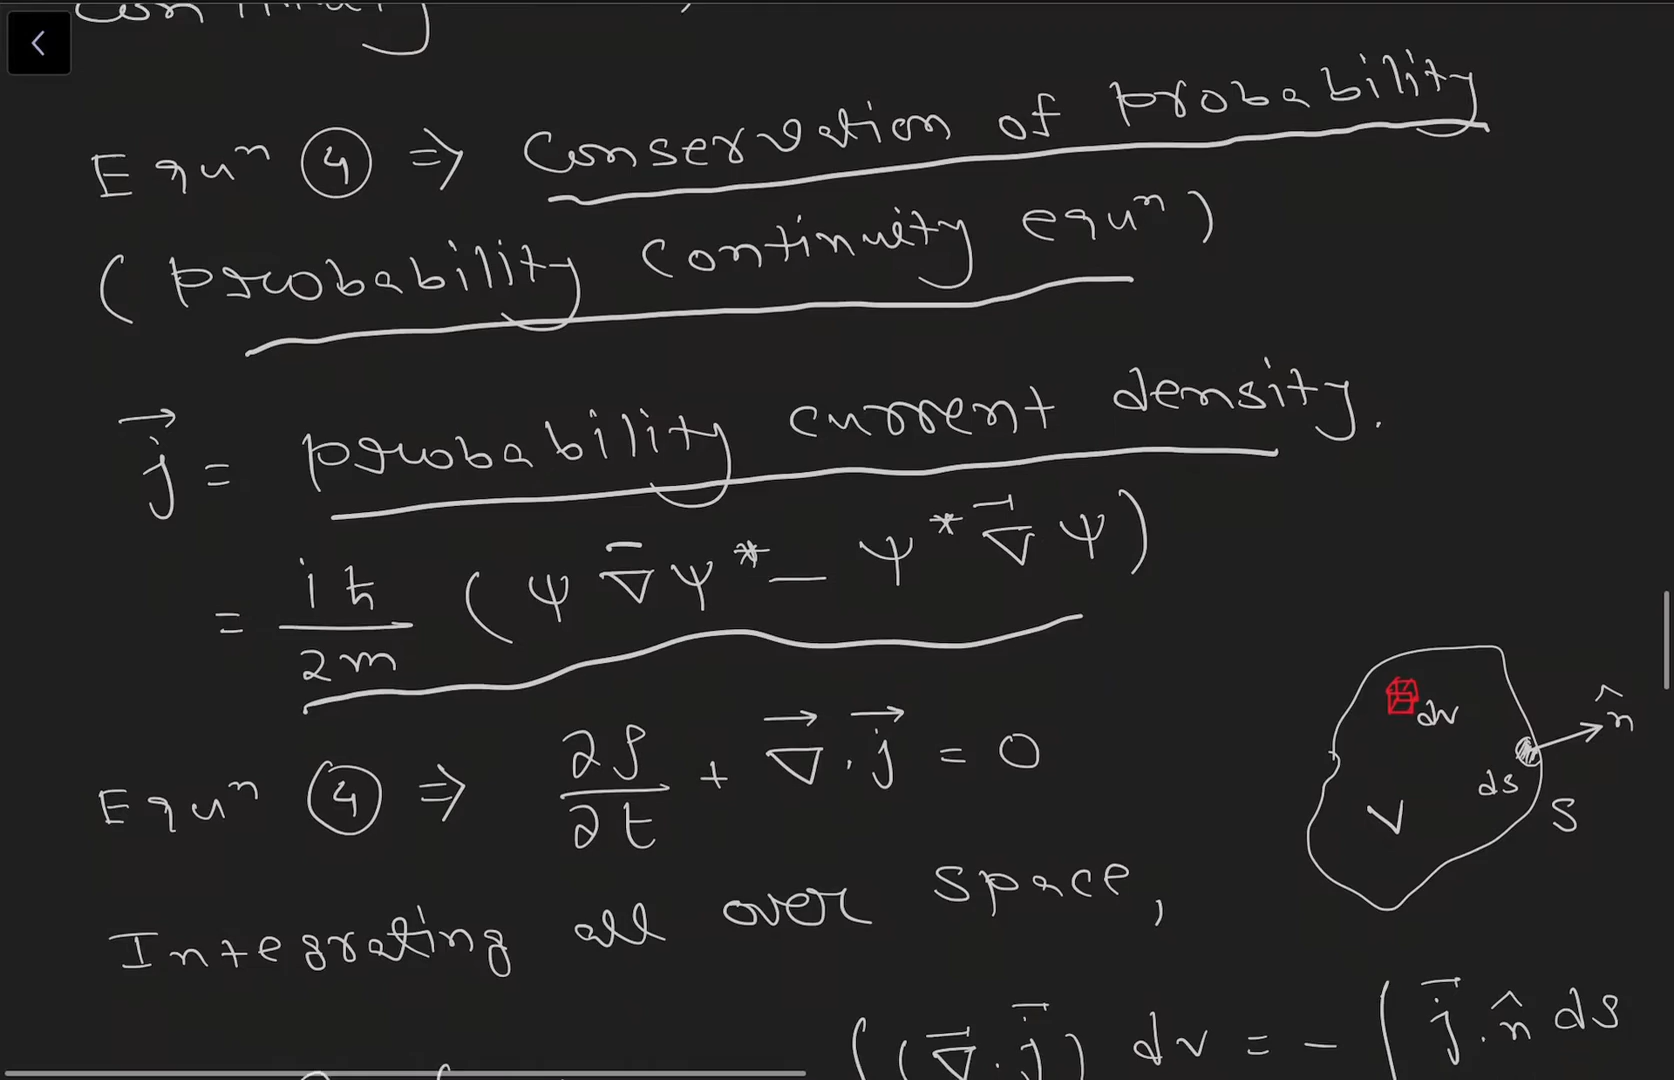 Equⁿ ④ ⇒ Conservation of probability
(probability continuity equⁿ)
j⃗ = probability current density.
= iħ/2m (ψ ∇⃗ ψ* − ψ* ∇⃗ ψ)
Equⁿ ④ ⇒ ∂ρ/∂t + ∇⃗ . j⃗ = 0
dv
n̂
ds
V
S
Integrating all over space,
∫(∇⃗ . j⃗) dv = − ∫ j⃗ . n̂ ds